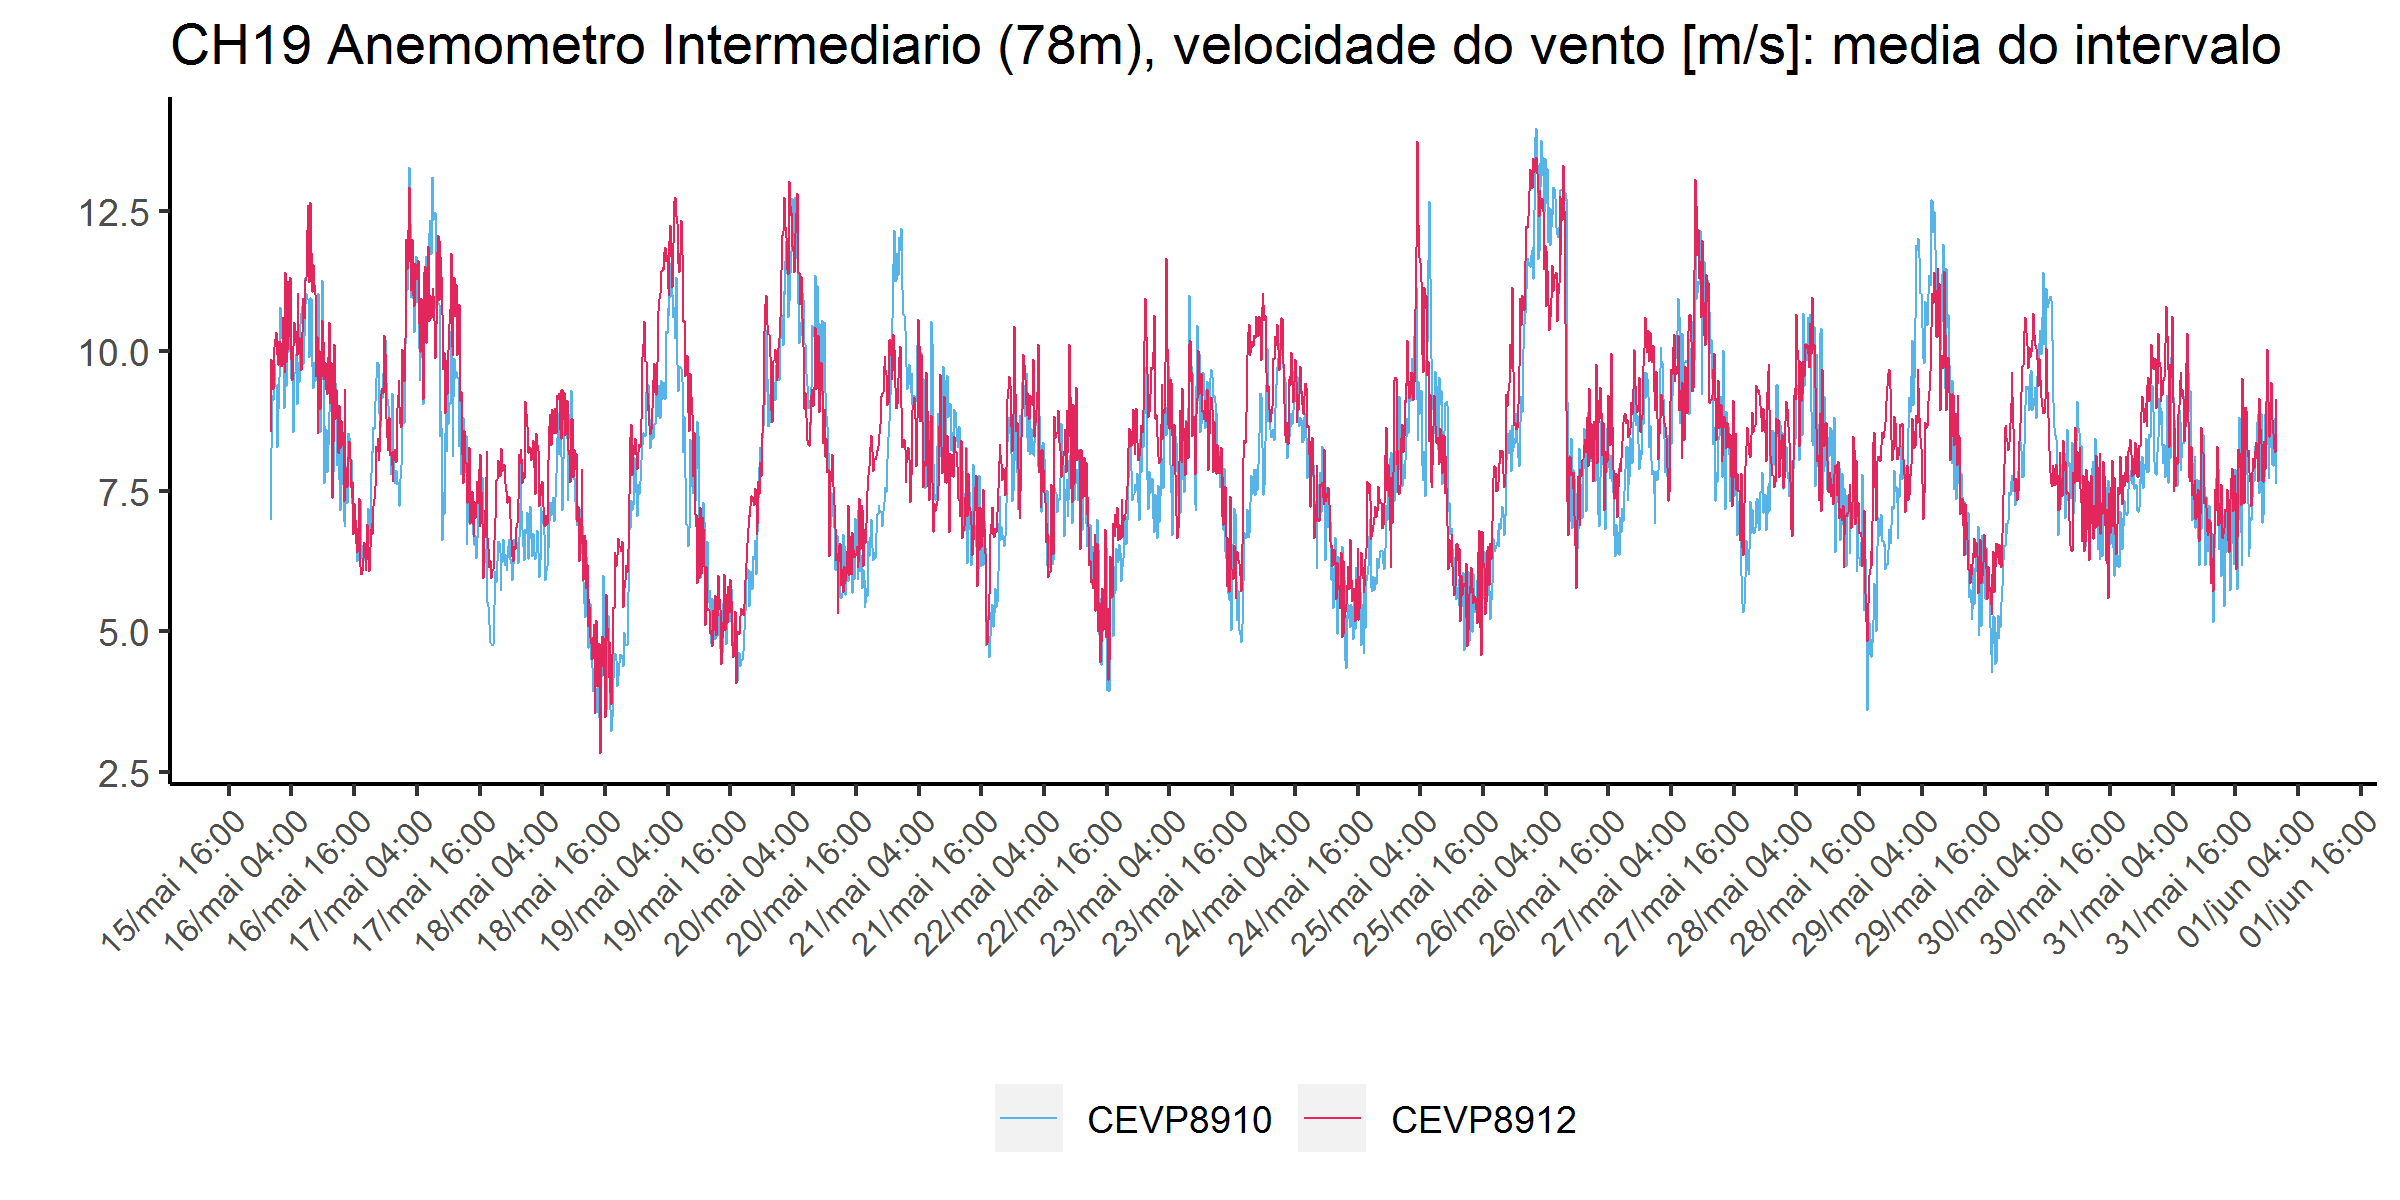 CH19 Anemometro Intermediario (78m), velocidade do vento [m/s]: media do intervalo
12.5
10.0
7.5
5.0
2.5
15/mai 16:00
16/mai 04:00
16/mai 16:00
17/mai 04:00
17/mai 16:00
18/mai 04:00
18/mai 16:00
19/mai 04:00
19/mai 16:00
20/mai 04:00
20/mai 16:00
21/mai 04:00
21/mai 16:00
22/mai 04:00
22/mai 16:00
23/mai 04:00
23/mai 16:00
24/mai 04:00
24/mai 16:00
25/mai 04:00
25/mai 16:00
26/mai 04:00
26/mai 16:00
27/mai 04:00
27/mai 16:00
28/mai 04:00
28/mai 16:00
29/mai 04:00
29/mai 16:00
30/mai 04:00
30/mai 16:00
31/mai 04:00
31/mai 16:00
01/jun 04:00
01/jun 16:00
CEVP8910
CEVP8912